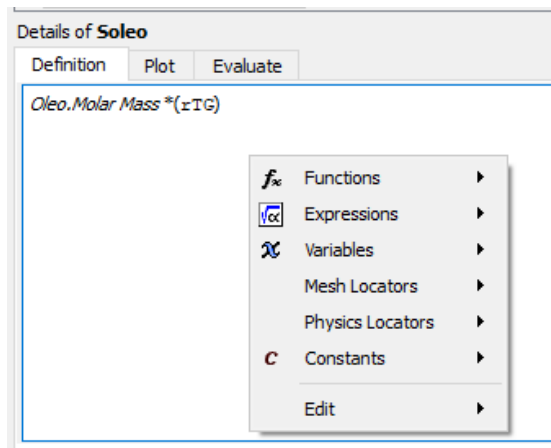 Details of Soleo
Definition Plot Evaluate
Oleo.Molar Mass *(rTG)
fx Functions
√α Expressions
x Variables
Mesh Locators
Physics Locators
c Constants
Edit